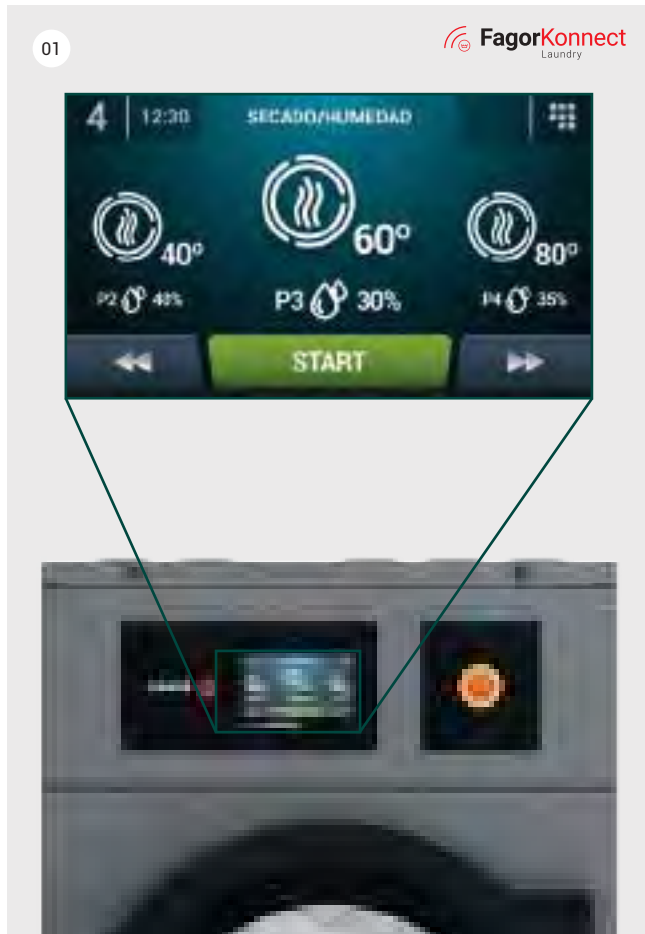 01
FagorKonnect
Laundry
4 12:30 SECADO/HUMEDAD
40º 60º 80º
P2 40% P3 30% P4 35%
START